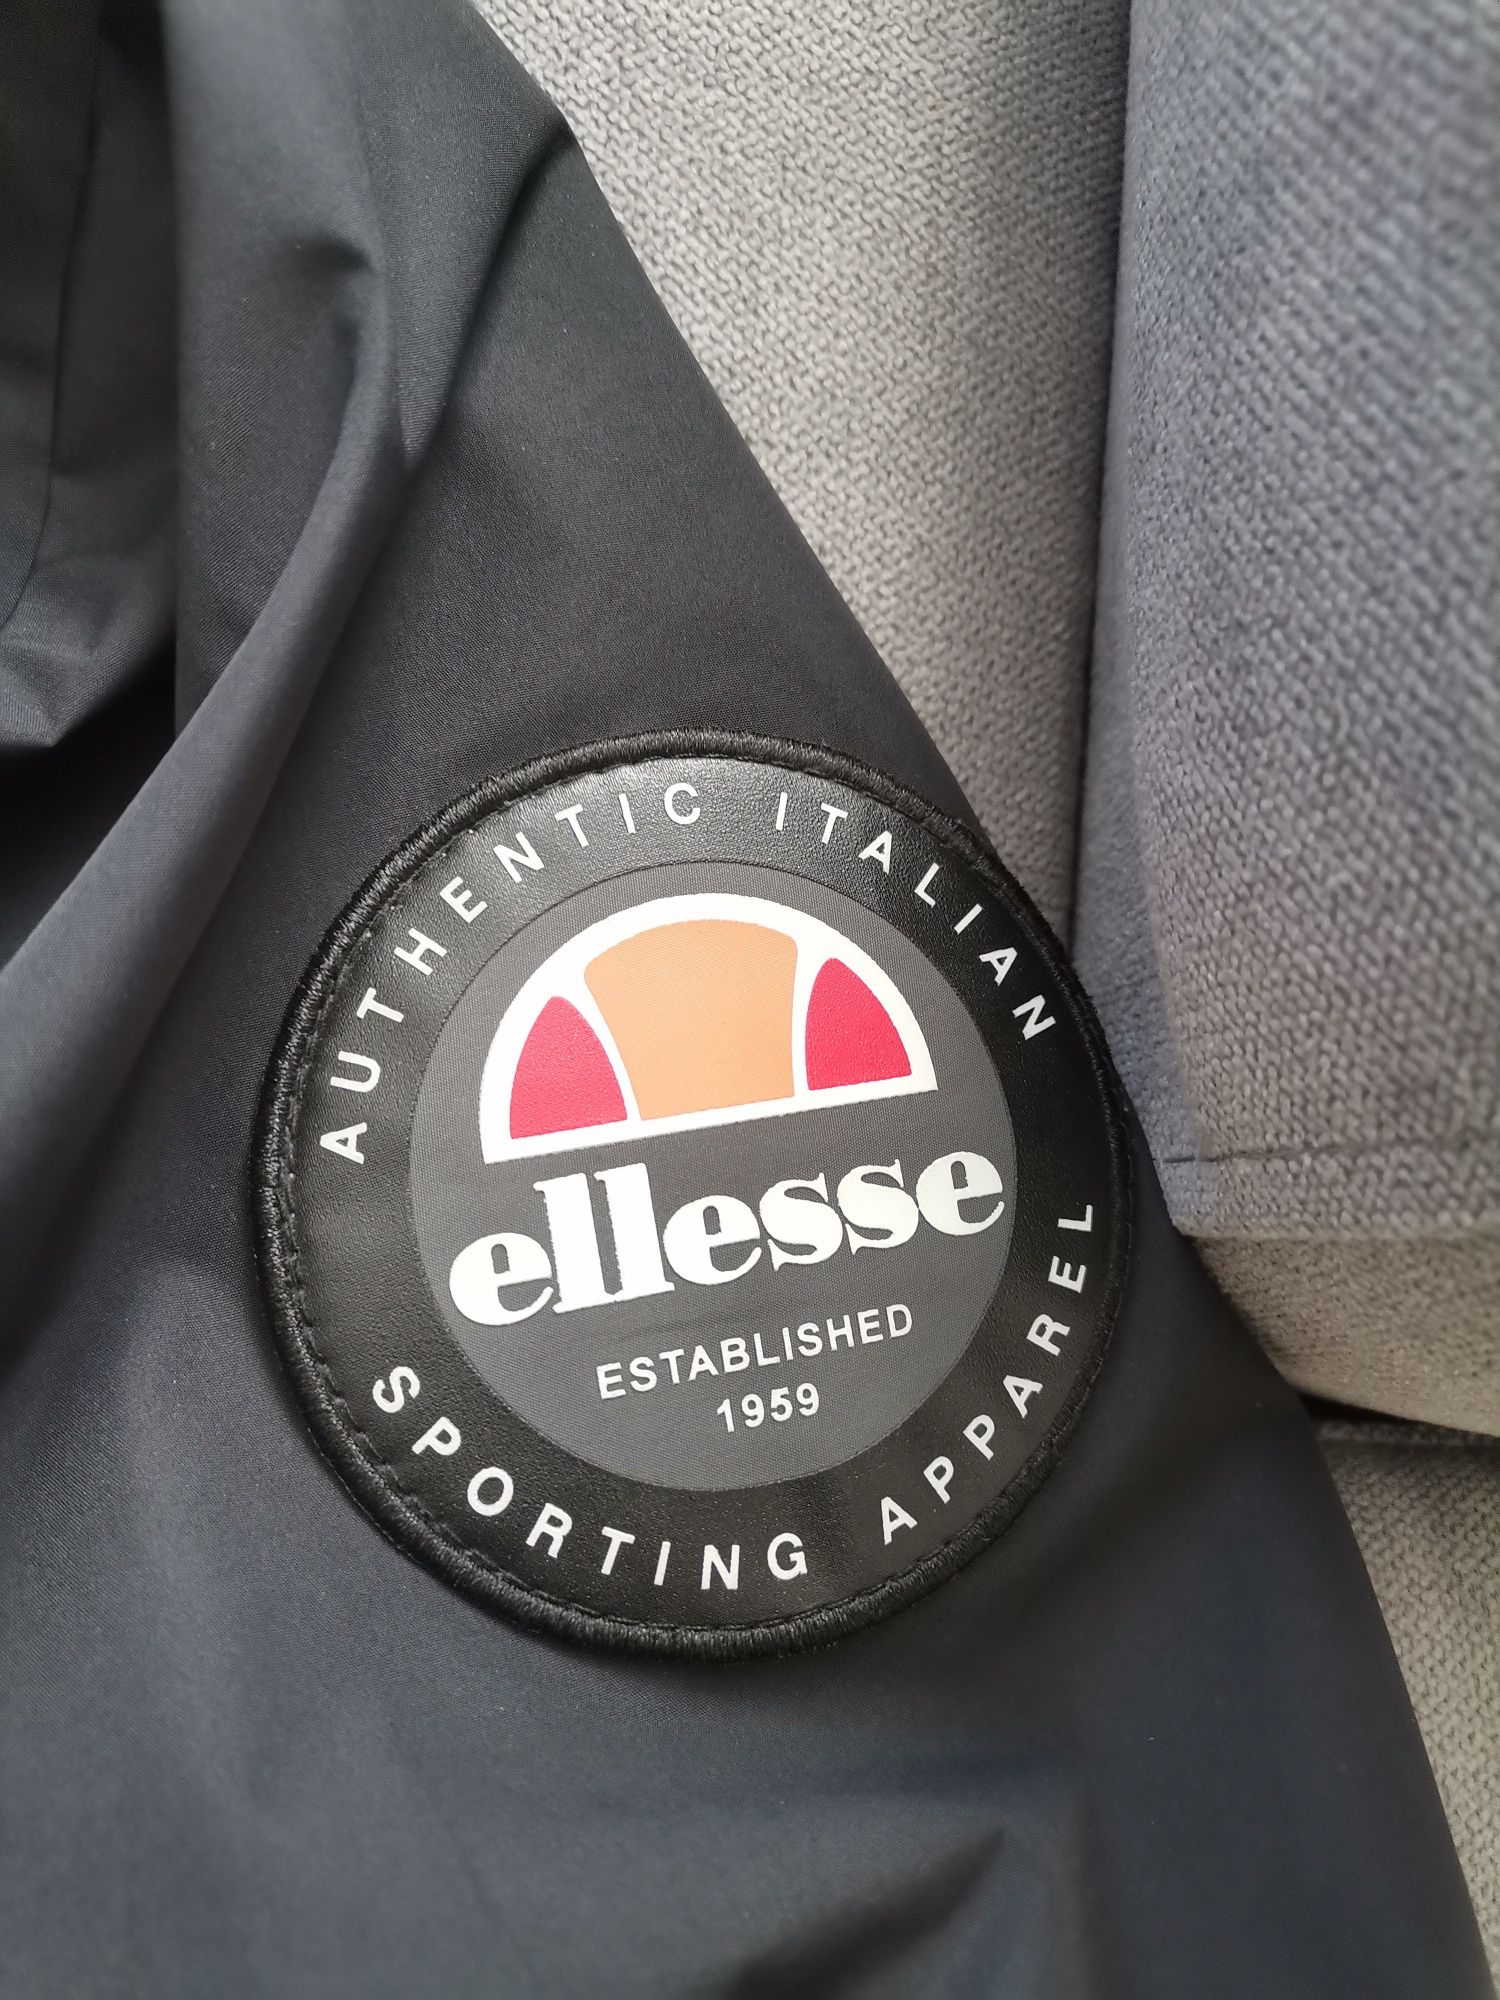 AUTHENTIC ITALIAN
ellesse
ESTABLISHED
1959
SPORTING APPAREL